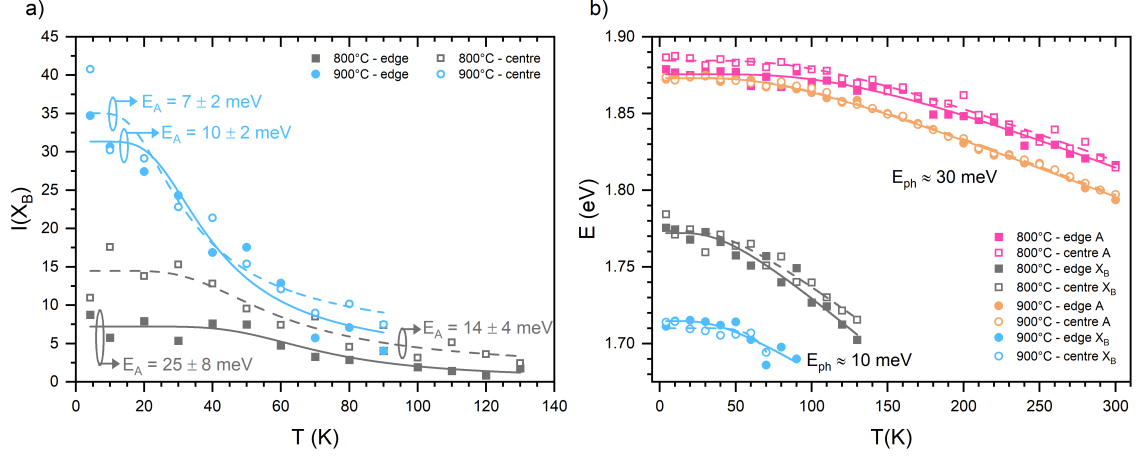 a)
45
40
35
30
25
20
15
10
5
0
I(X_B)
800°C - edge
800°C - centre
900°C - edge
900°C - centre
E_A = 7 ± 2 meV
E_A = 10 ± 2 meV
E_A = 14 ± 4 meV
E_A = 25 ± 8 meV
0 20 40 60 80 100 120 140
T (K)
b)
1.90
1.85
1.80
1.75
1.70
E (eV)
E_ph ≈ 30 meV
800°C - edge A
800°C - centre A
800°C - edge X_B
800°C - centre X_B
900°C - edge A
900°C - centre A
900°C - edge X_B
900°C - centre X_B
E_ph ≈ 10 meV
0 50 100 150 200 250 300
T(K)